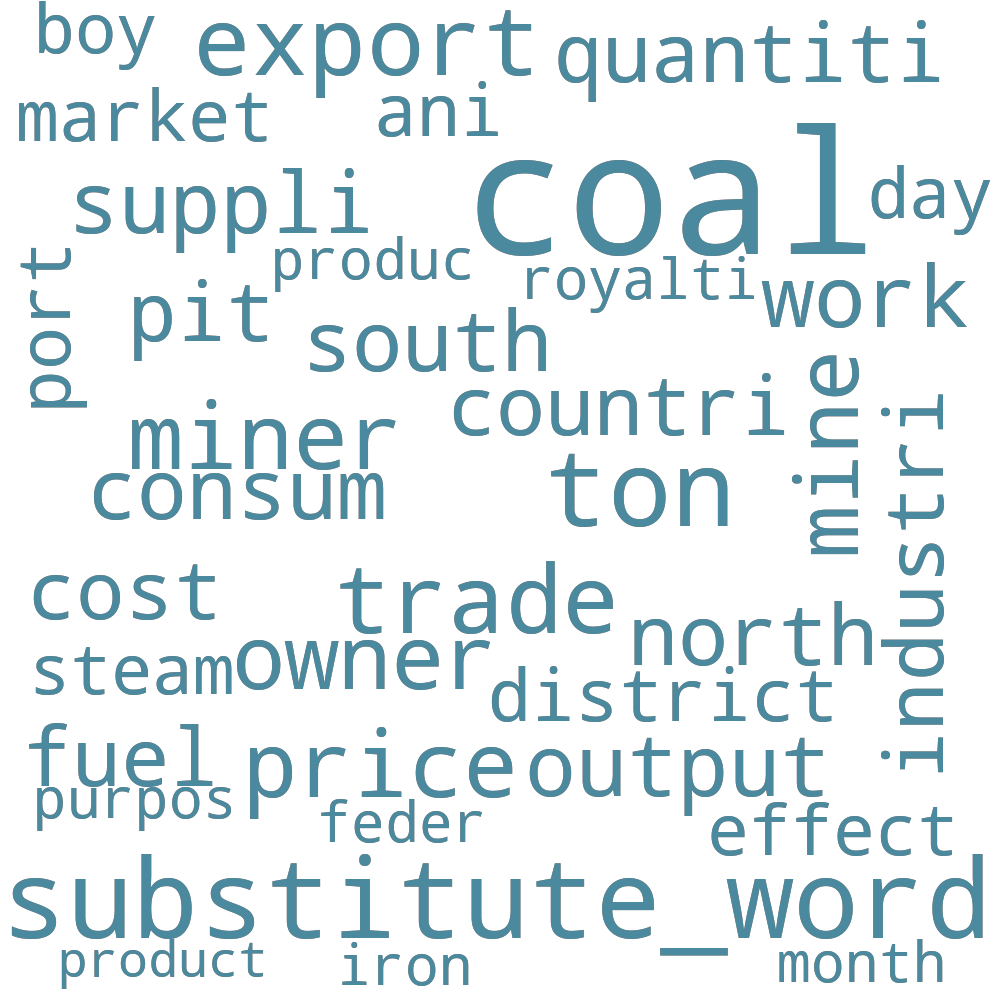 boy export quantiti
market ani
coal
suppli day
produc royalti
port pit work
south
mine
countri
miner industri
consum ton
cost trade
north
steam owner
district
fuel price output
purpos feder effect
substitute_word
product iron month